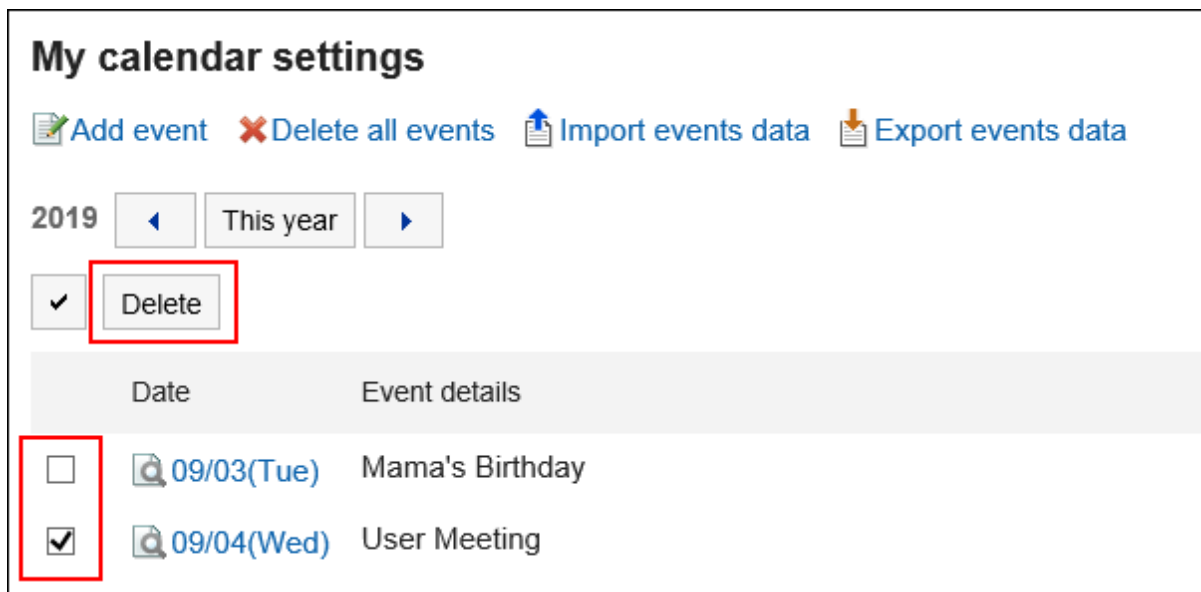 My calendar settings
Add event Delete all events Import events data Export events data
2019 This year
Delete
Date Event details
09/03(Tue) Mama's Birthday
09/04(Wed) User Meeting